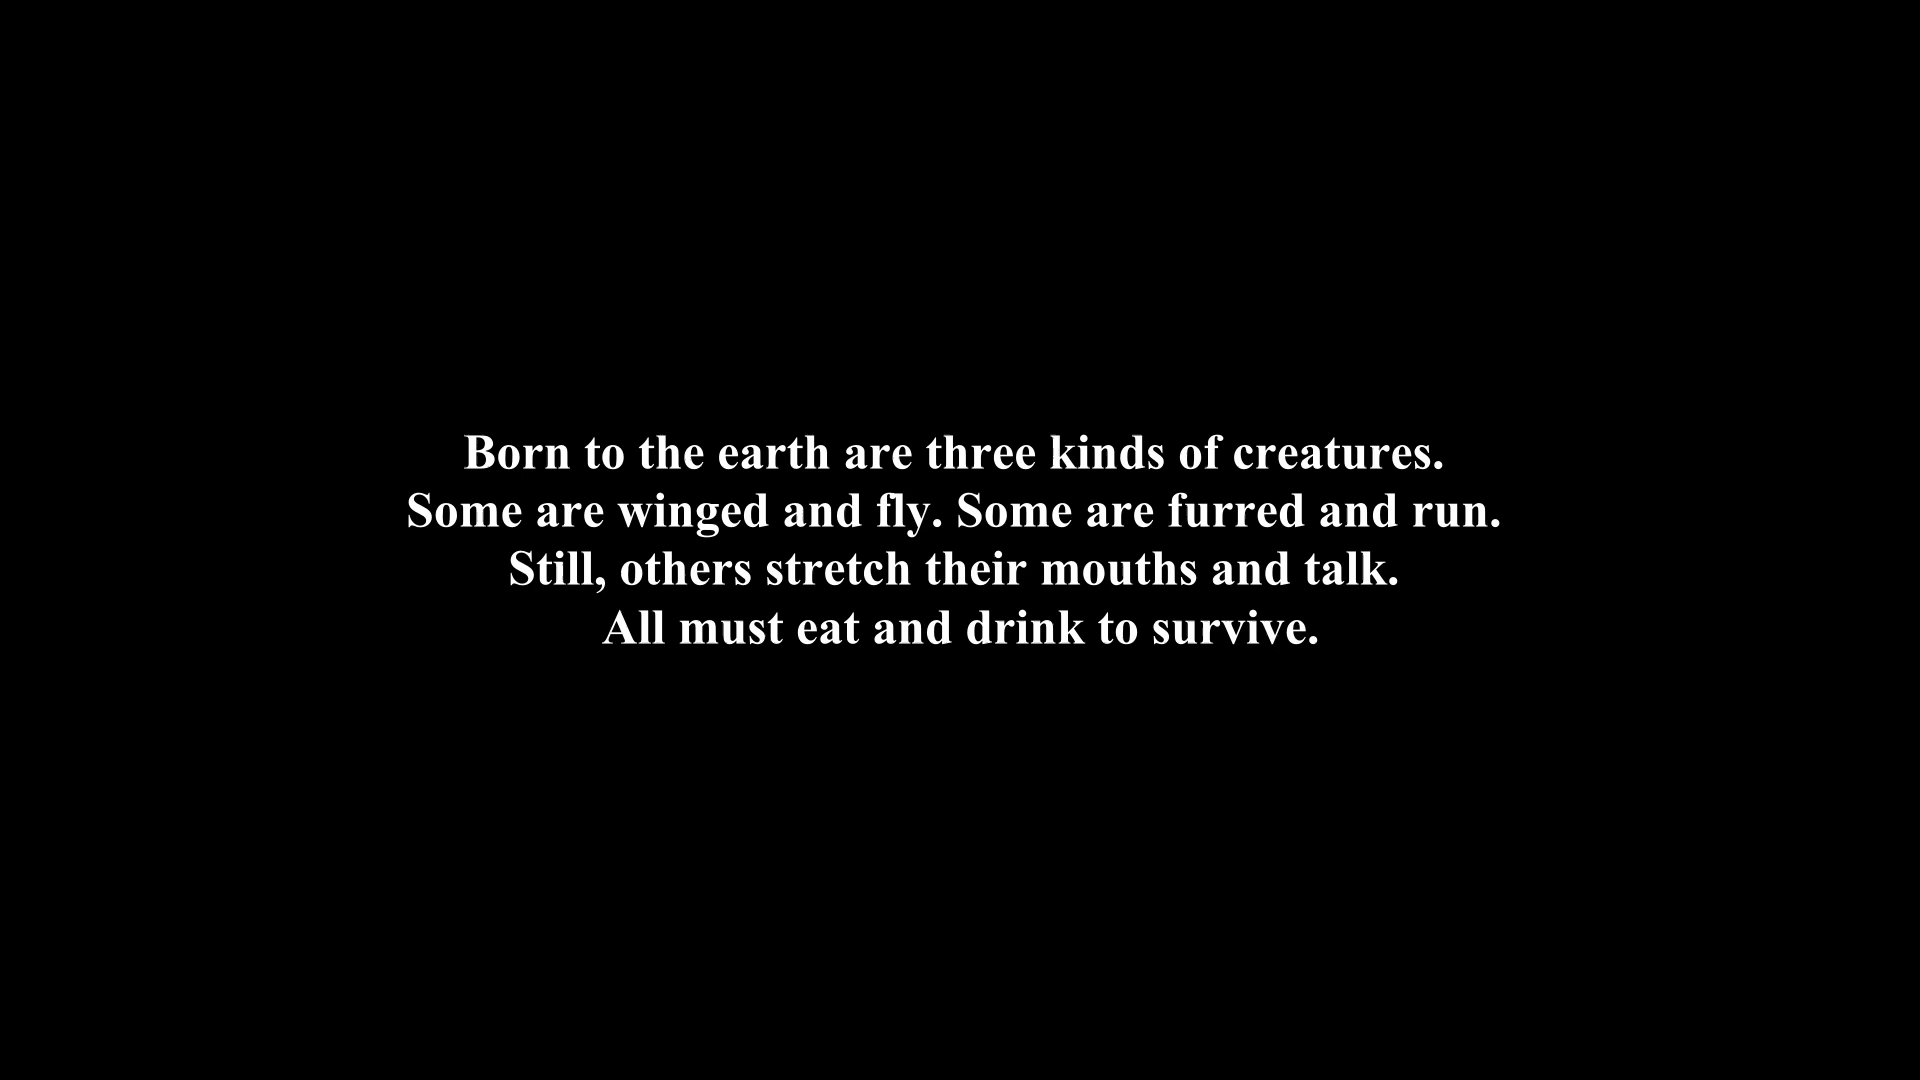 Born to the earth are three kinds of creatures.
Some are winged and fly. Some are furred and run.
Still, others stretch their mouths and talk.
All must eat and drink to survive.